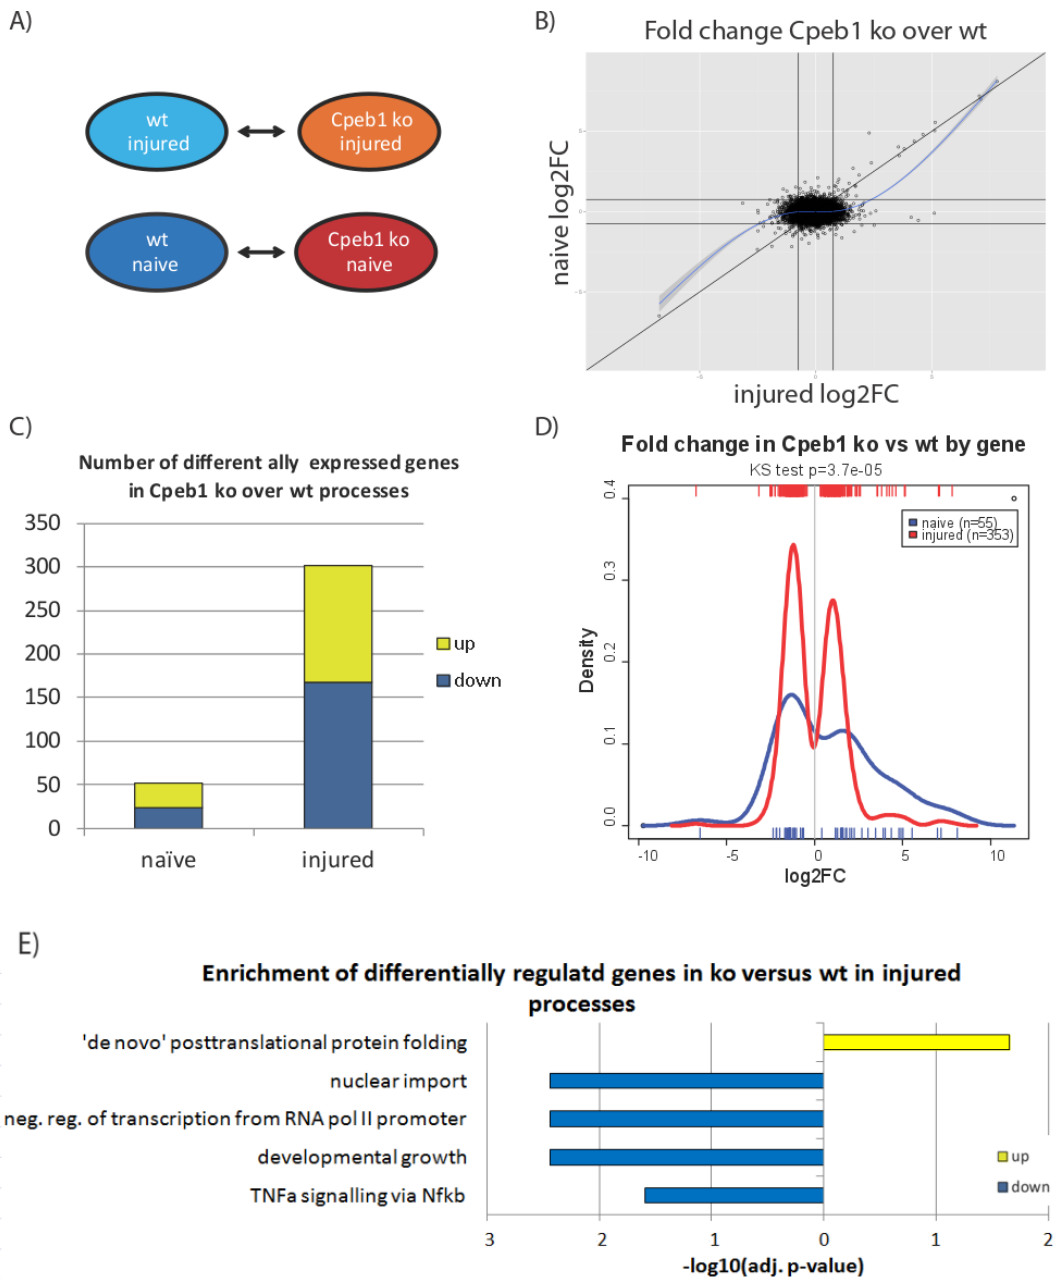 A)
wt
injured
Cpeb1 ko
injured
wt
naive
Cpeb1 ko
naive
B)
Fold change Cpeb1 ko over wt
naive log2FC
injured log2FC
C)
Number of different ally expressed genes
in Cpeb1 ko over wt processes
350
300
250
200
150
100
50
0
naïve
injured
up
down
D)
Fold change in Cpeb1 ko vs wt by gene
KS test p=3.7e-05
naive (n=55)
injured (n=353)
Density
0.4
0.3
0.2
0.1
0.0
-10 -5 0 5 10
log2FC
E)
Enrichment of differentially regulatd genes in ko versus wt in injured
processes
'de novo' posttranslational protein folding
nuclear import
neg. reg. of transcription from RNA pol II promoter
developmental growth
TNFa signalling via Nfkb
up
down
3 2 1 0 1 2
-log10(adj. p-value)